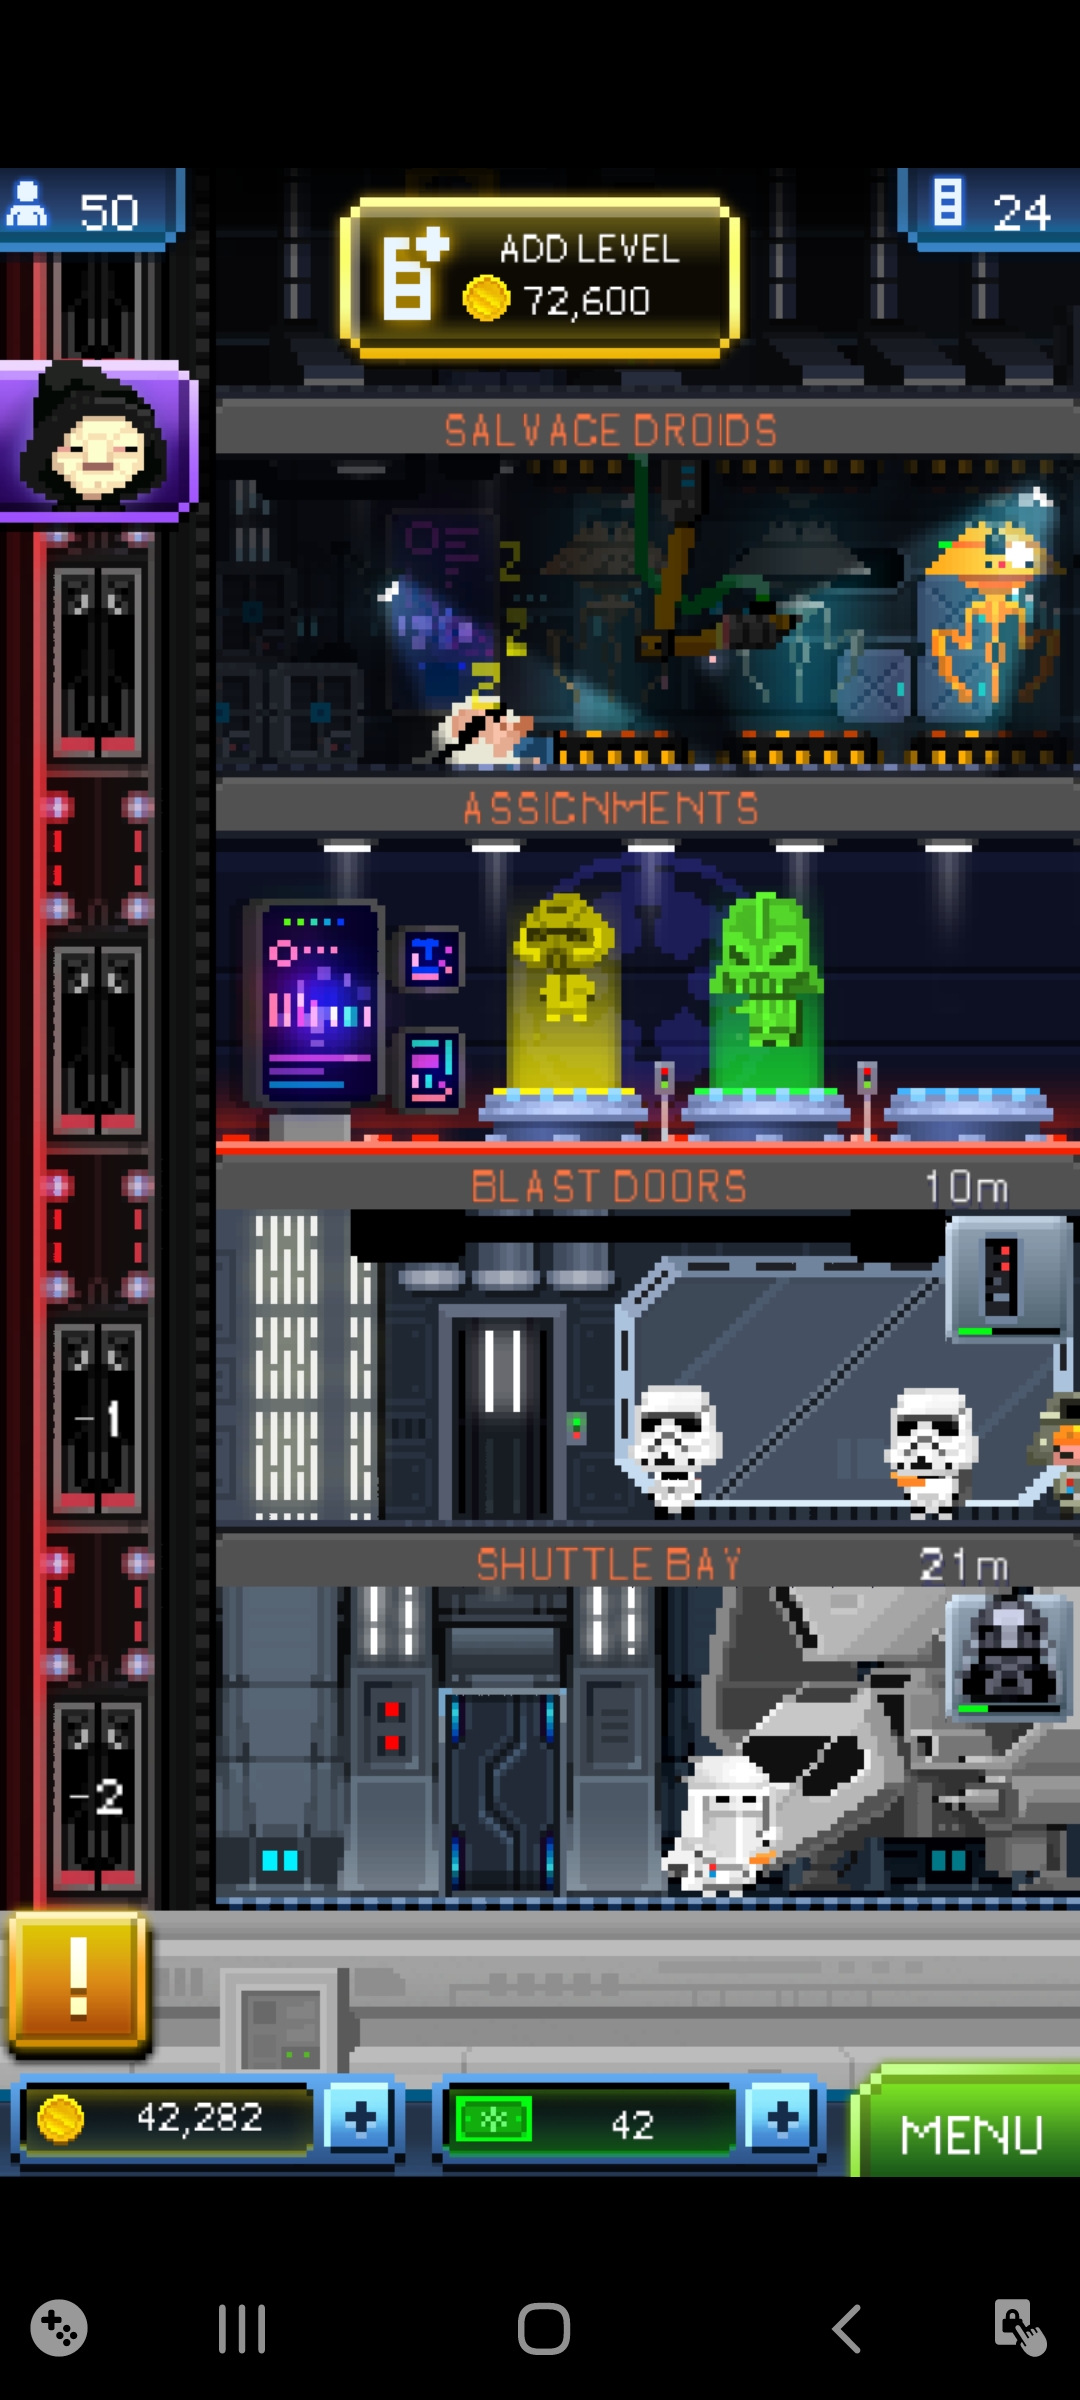 50
ADD LEVEL
72,600
24
SALVAGE DROIDS
ASSIGNMENTS
BLAST DOORS 10m
-1
SHUTTLE BAY 21m
-2
!
42,282 +
42 +
MENU